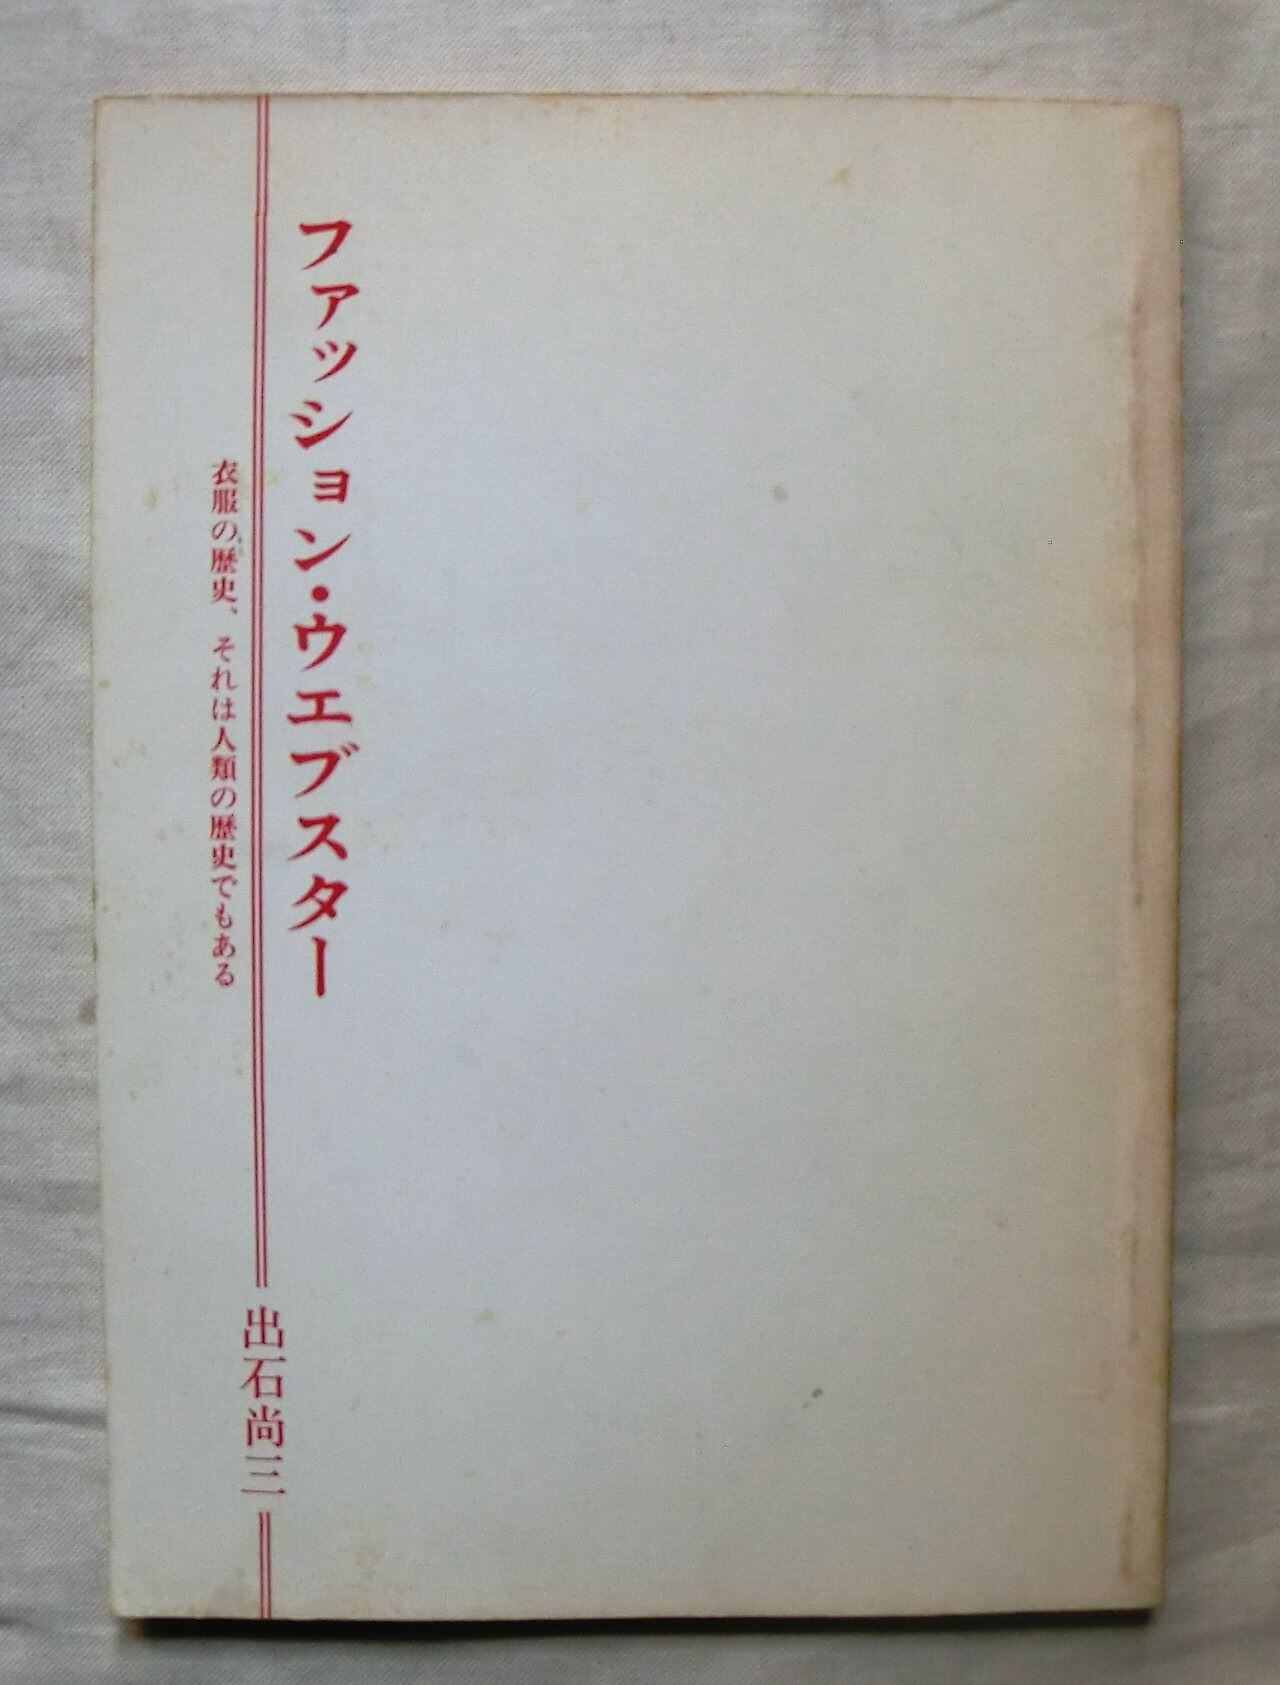 ファッション・ウエブスター
衣服の歴史、それは人類の歴史でもある
出石尚三